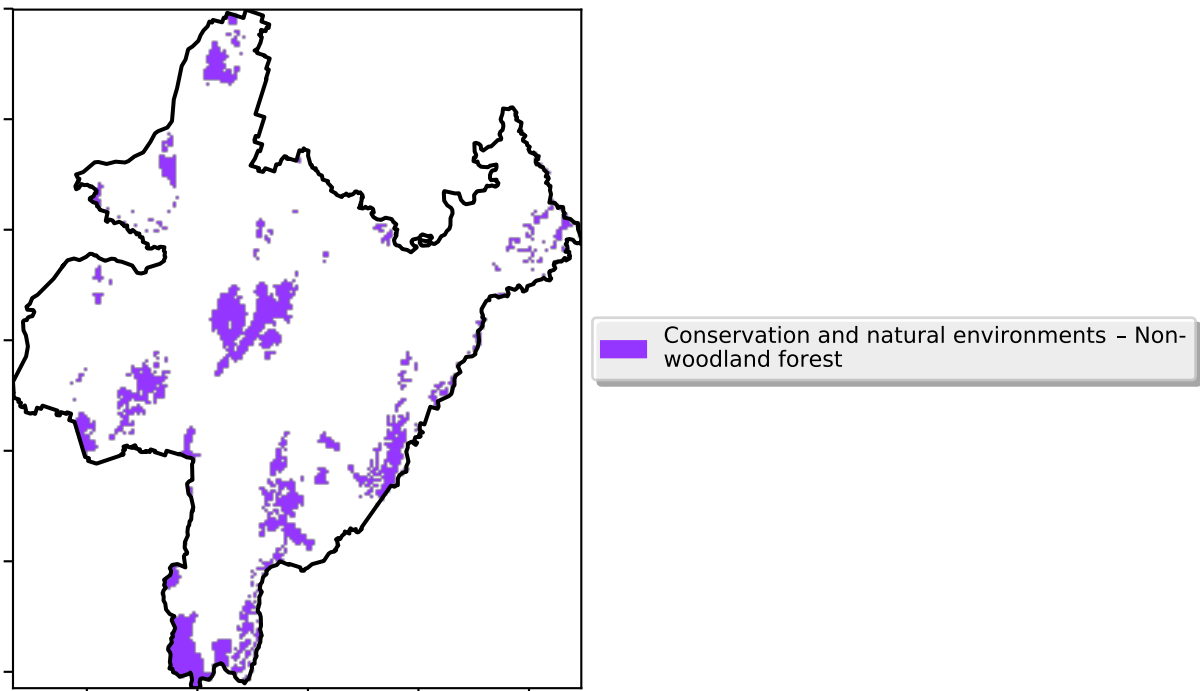 Conservation and natural environments – Non-
woodland forest